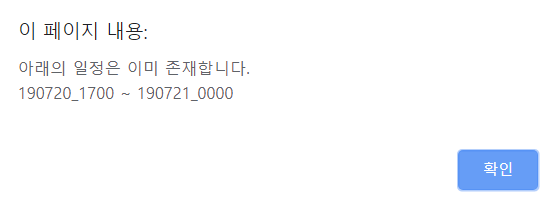 이 페이지 내용:
아래의 일정은 이미 존재합니다.
190720_1700 ~ 190721_0000
확인